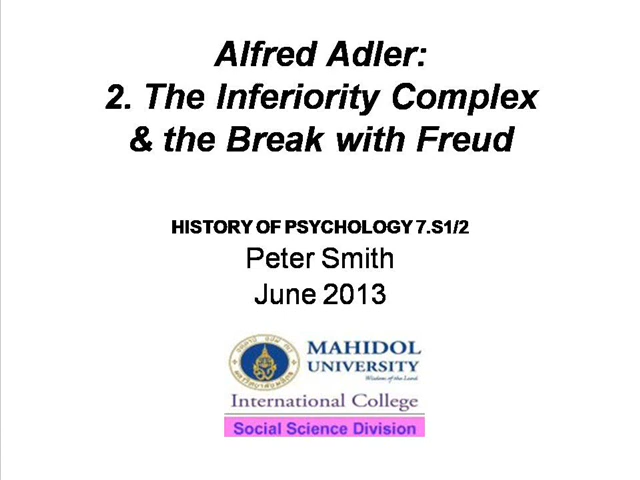 Alfred Adler:
2. The Inferiority Complex
& the Break with Freud
HISTORY OF PSYCHOLOGY 7.S1/2
Peter Smith
June 2013
MAHIDOL
UNIVERSITY
Wisdom of the Land
International College
Social Science Division